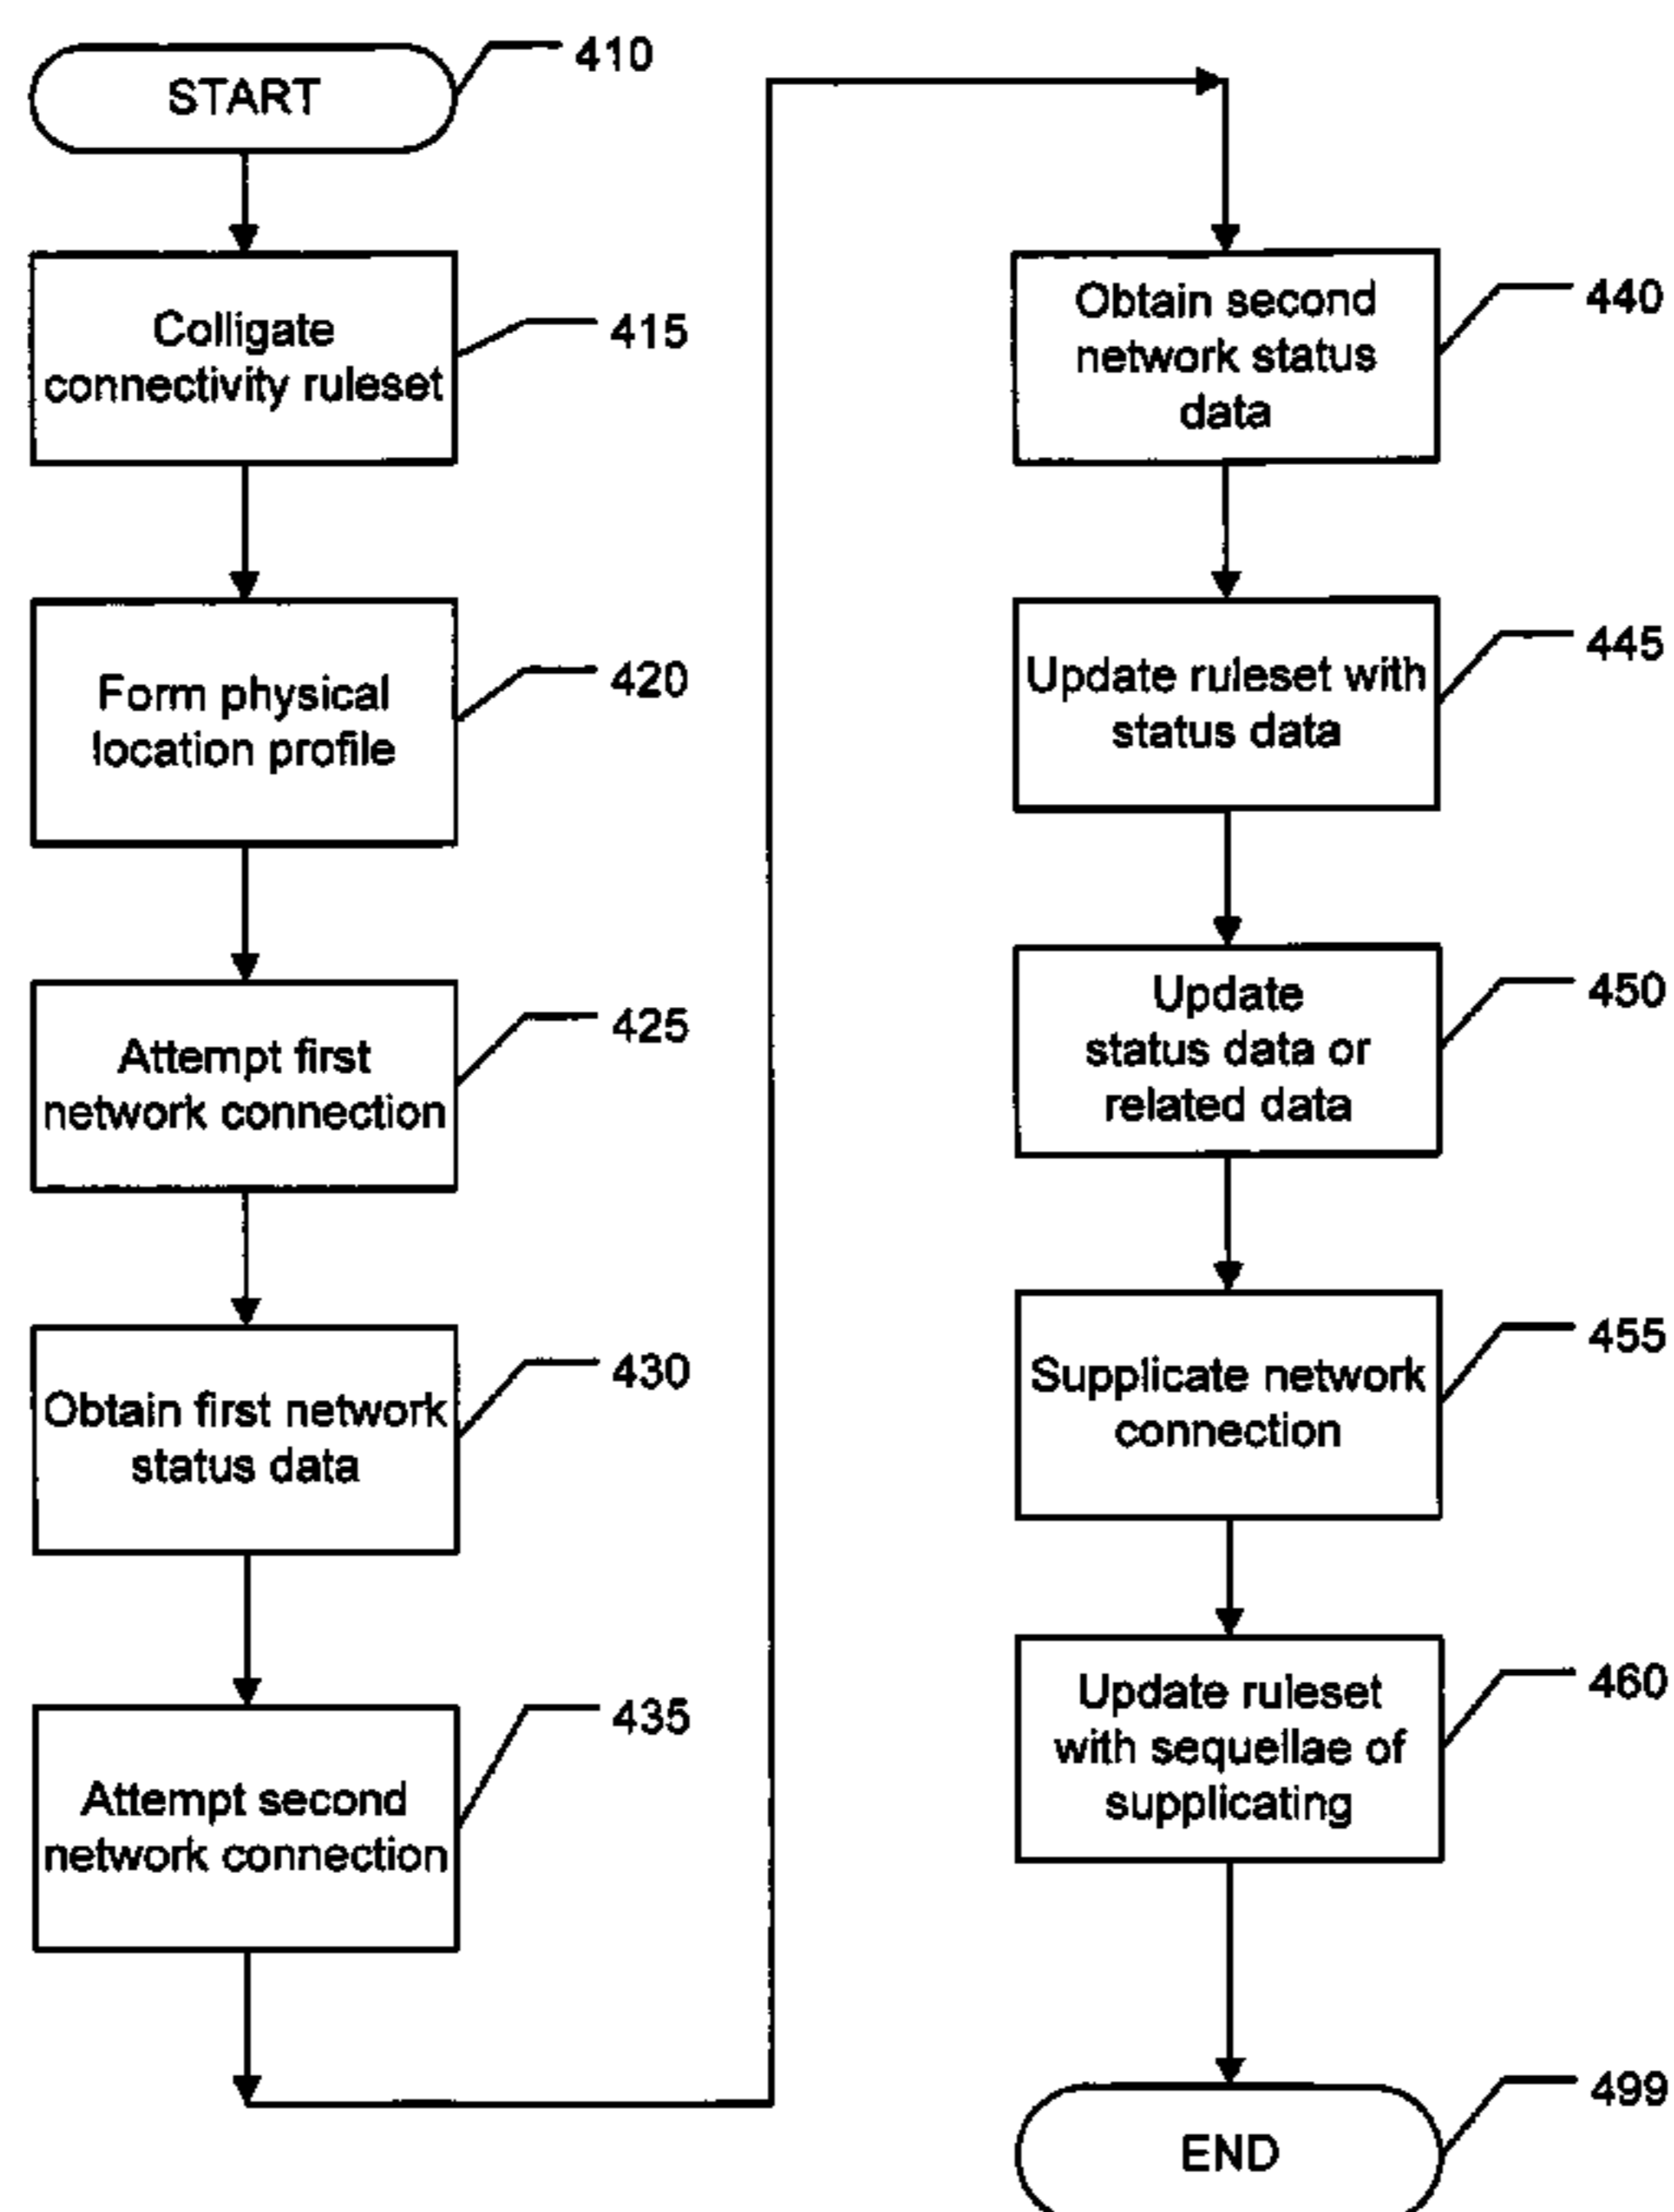 START
410
Colligate
connectivity ruleset
415
Form physical
location profile
420
Attempt first
network connection
425
Obtain first network
status data
430
Attempt second
network connection
435
Obtain second
network status
data
440
Update ruleset with
status data
445
Update
status data or
related data
450
Supplicate network
connection
455
Update ruleset
with sequellae of
supplicating
460
END
499